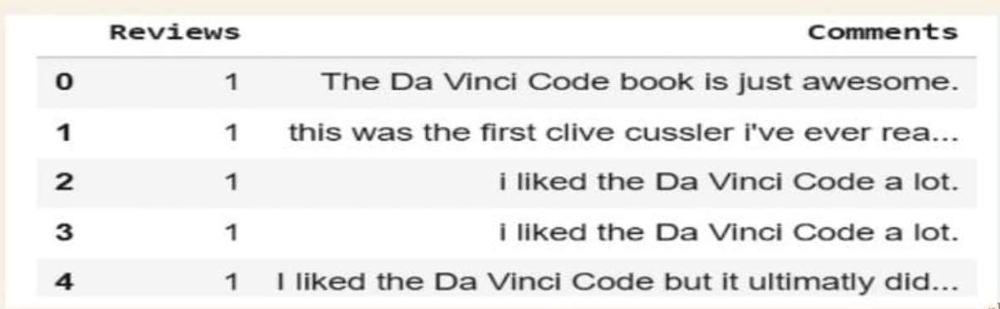 Reviews Comments
0 1 The Da Vinci Code book is just awesome.
1 1 this was the first clive cussler i've ever rea...
2 1 i liked the Da Vinci Code a lot.
3 1 i liked the Da Vinci Code a lot.
4 1 I liked the Da Vinci Code but it ultimatly did...